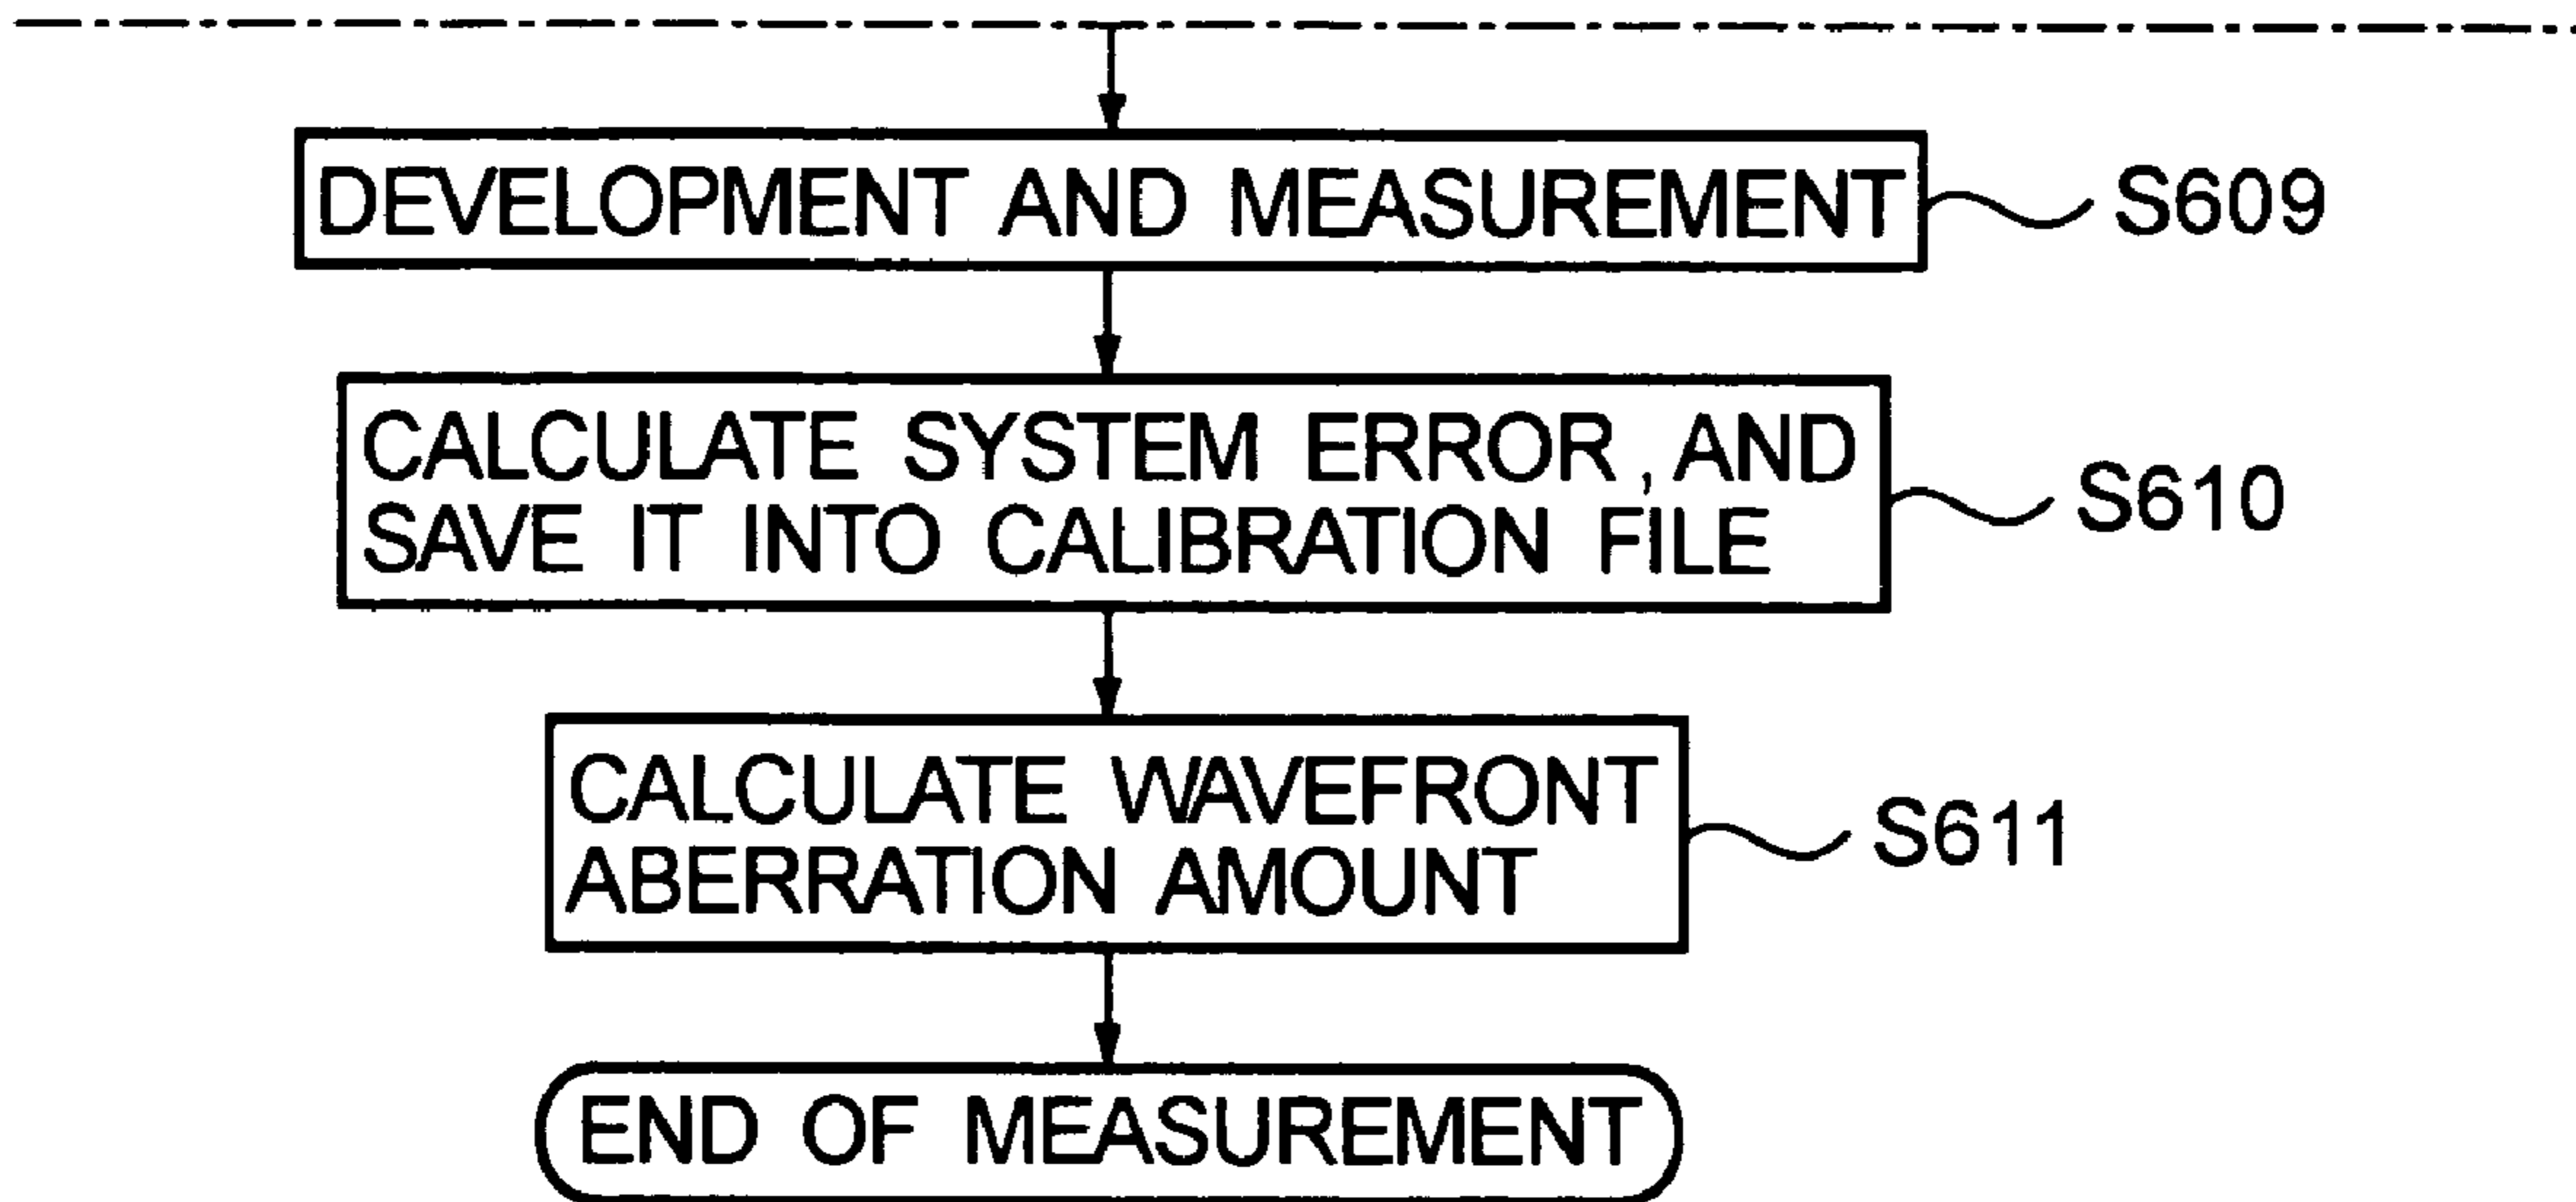 DEVELOPMENT AND MEASUREMENT
S609
CALCULATE SYSTEM ERROR, AND
SAVE IT INTO CALIBRATION FILE
S610
CALCULATE WAVEFRONT
ABERRATION AMOUNT
S611
END OF MEASUREMENT